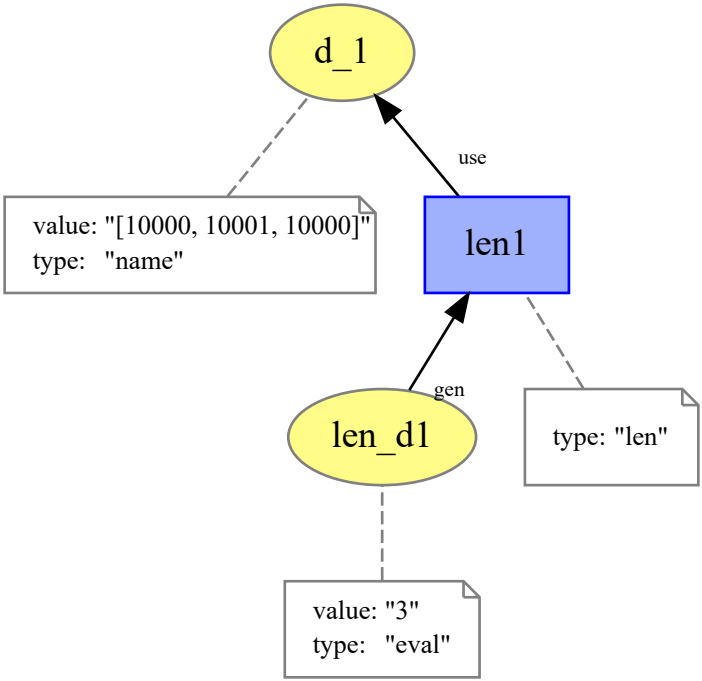 d_1
use
value: "[10000, 10001, 10000]"
type: "name"
len1
gen
len_d1
type: "len"
value: "3"
type: "eval"